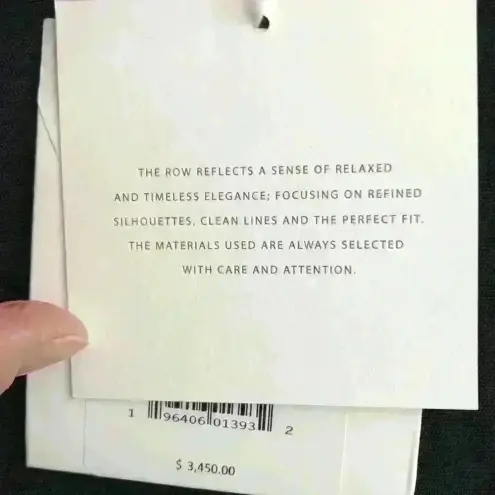 THE ROW REFLECTS A SENSE OF RELAXED
AND TIMELESS ELEGANCE; FOCUSING ON REFINED
SILHOUETTES, CLEAN LINES AND THE PERFECT FIT.
THE MATERIALS USED ARE ALWAYS SELECTED
WITH CARE AND ATTENTION.
1 96406 01393 2
$ 3,450.00